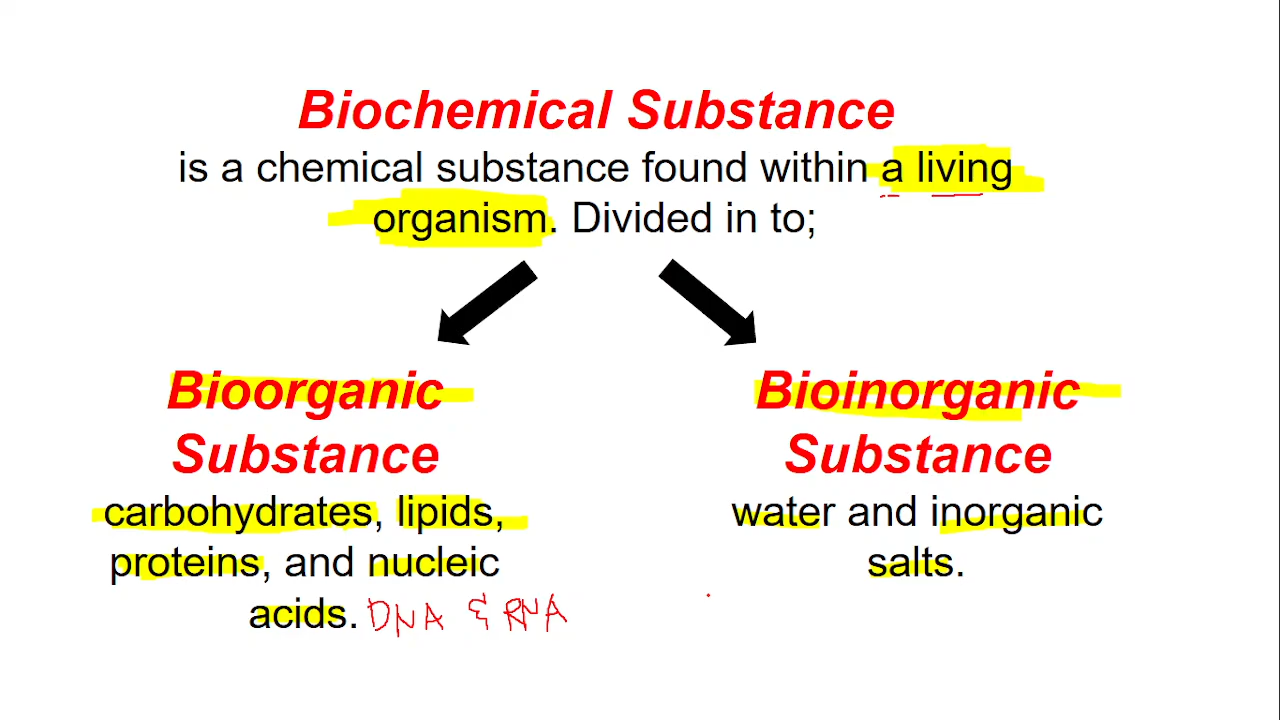 Biochemical Substance
is a chemical substance found within a living
organism. Divided in to;
Bioorganic
Substance
carbohydrates, lipids,
proteins, and nucleic
acids. DNA & RNA
Bioinorganic
Substance
water and inorganic
salts.